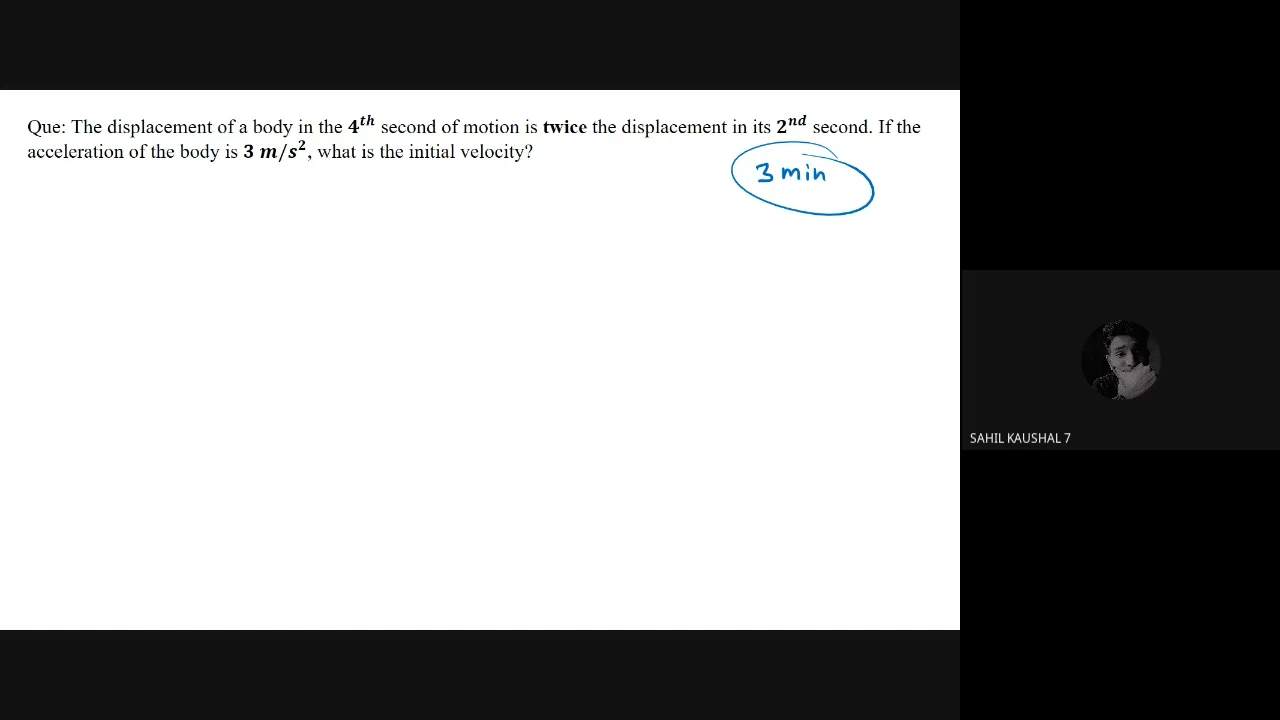 Que: The displacement of a body in the 4th second of motion is twice the displacement in its 2nd second. If the
acceleration of the body is 3 m/s², what is the initial velocity?
3 min
SAHIL KAUSHAL 7